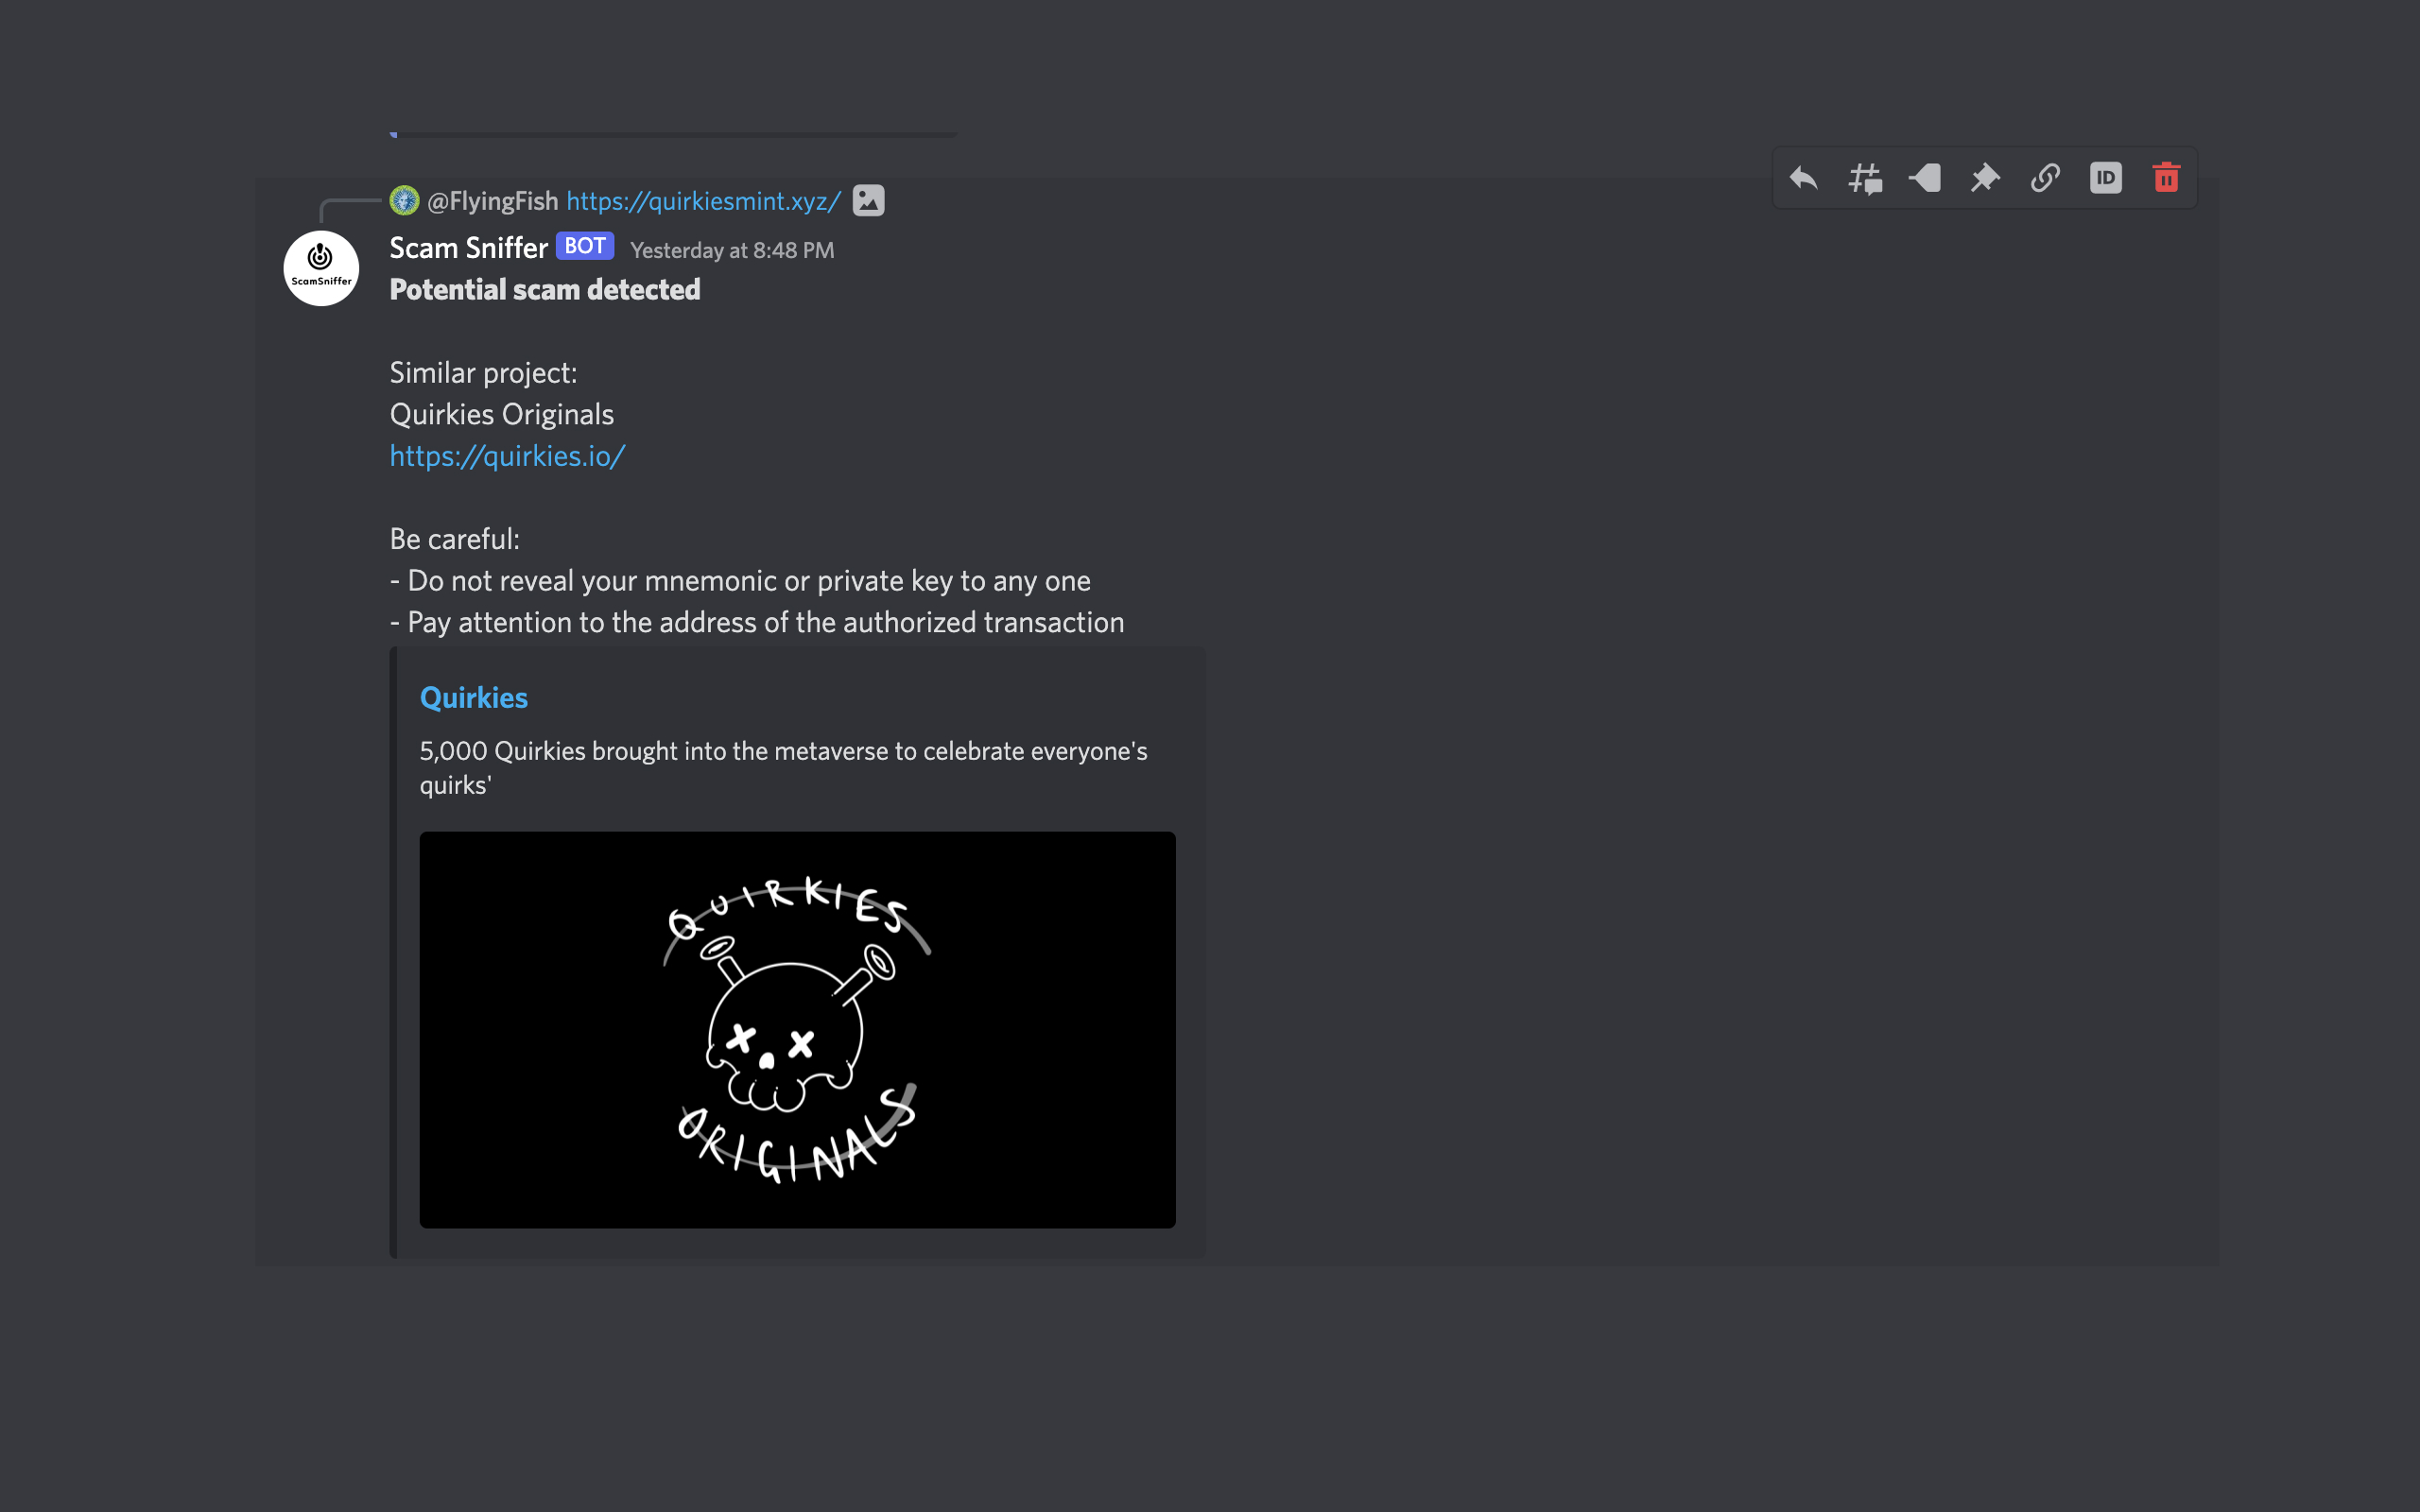 @FlyingFish https://quirkiesmint.xyz/
ScamSniffer
Scam Sniffer BOT Yesterday at 8:48 PM
Potential scam detected
Similar project:
Quirkies Originals
https://quirkies.io/
Be careful:
- Do not reveal your mnemonic or private key to any one
- Pay attention to the address of the authorized transaction
Quirkies
5,000 Quirkies brought into the metaverse to celebrate everyone's
quirks'
QUIRKIES
ORIGINALS
ID